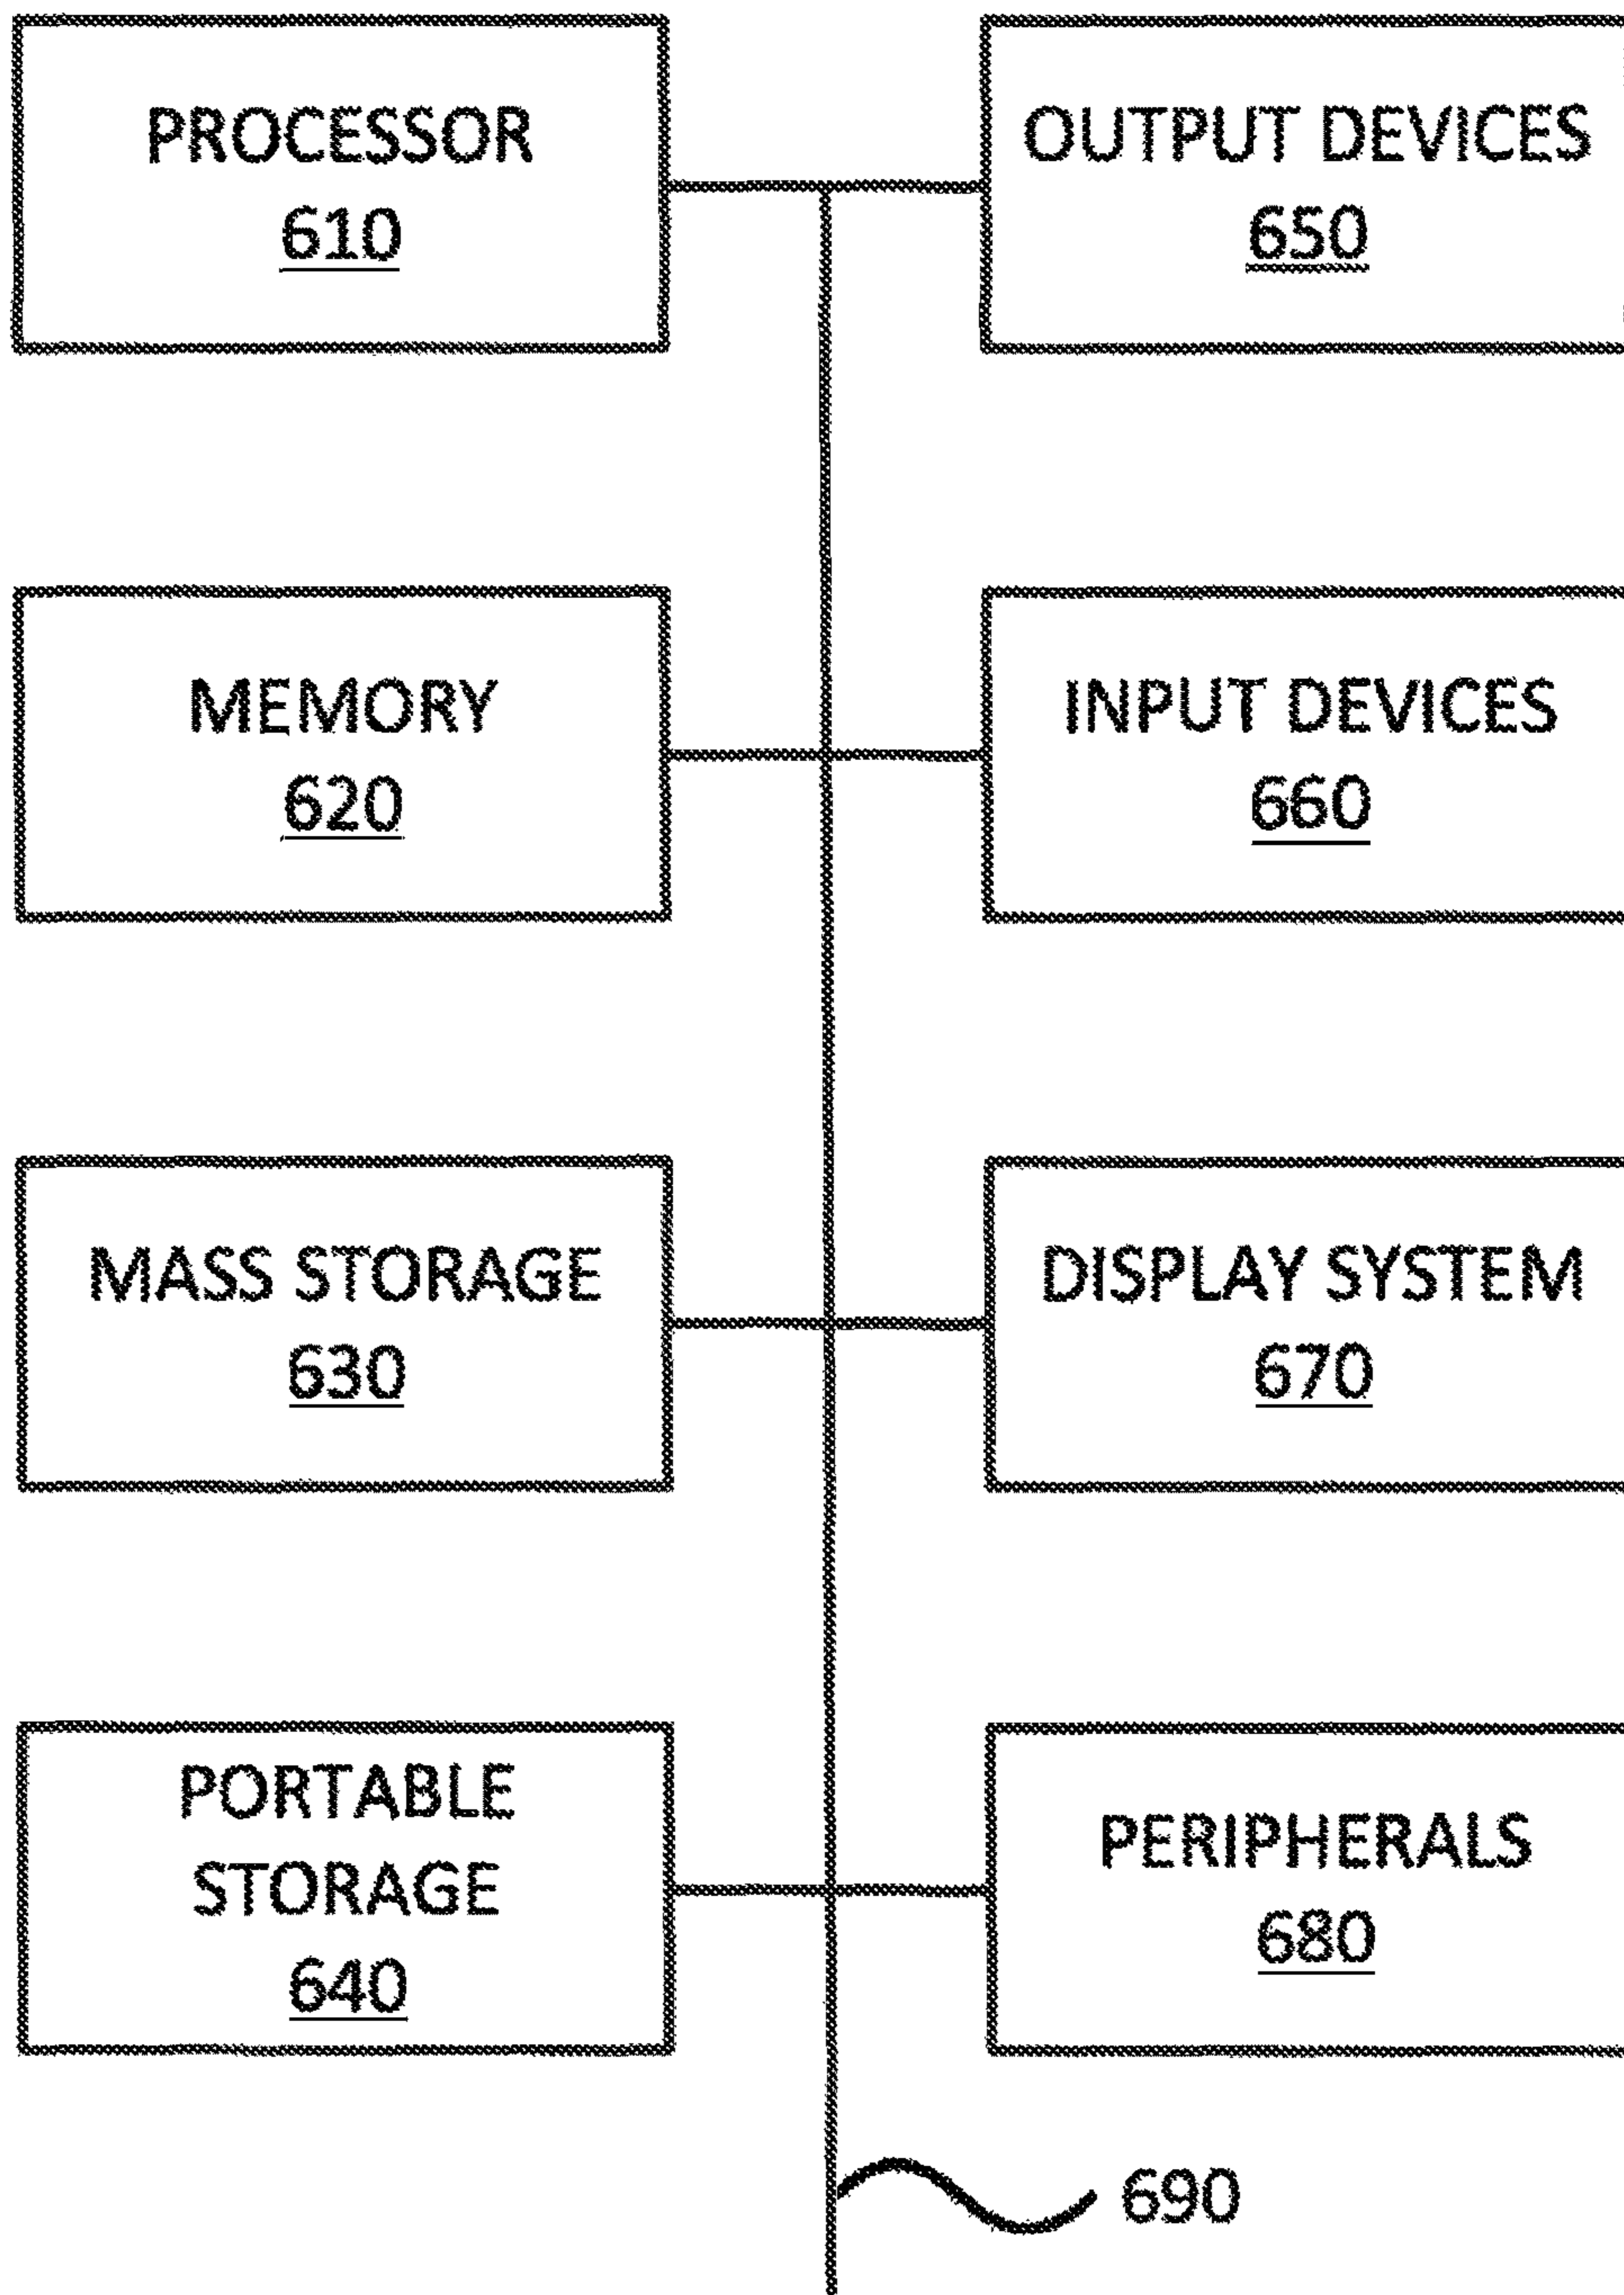 PROCESSOR
610
OUTPUT DEVICES
650
MEMORY
620
INPUT DEVICES
660
MASS STORAGE
630
DISPLAY SYSTEM
670
PORTABLE
STORAGE
640
PERIPHERALS
680
690